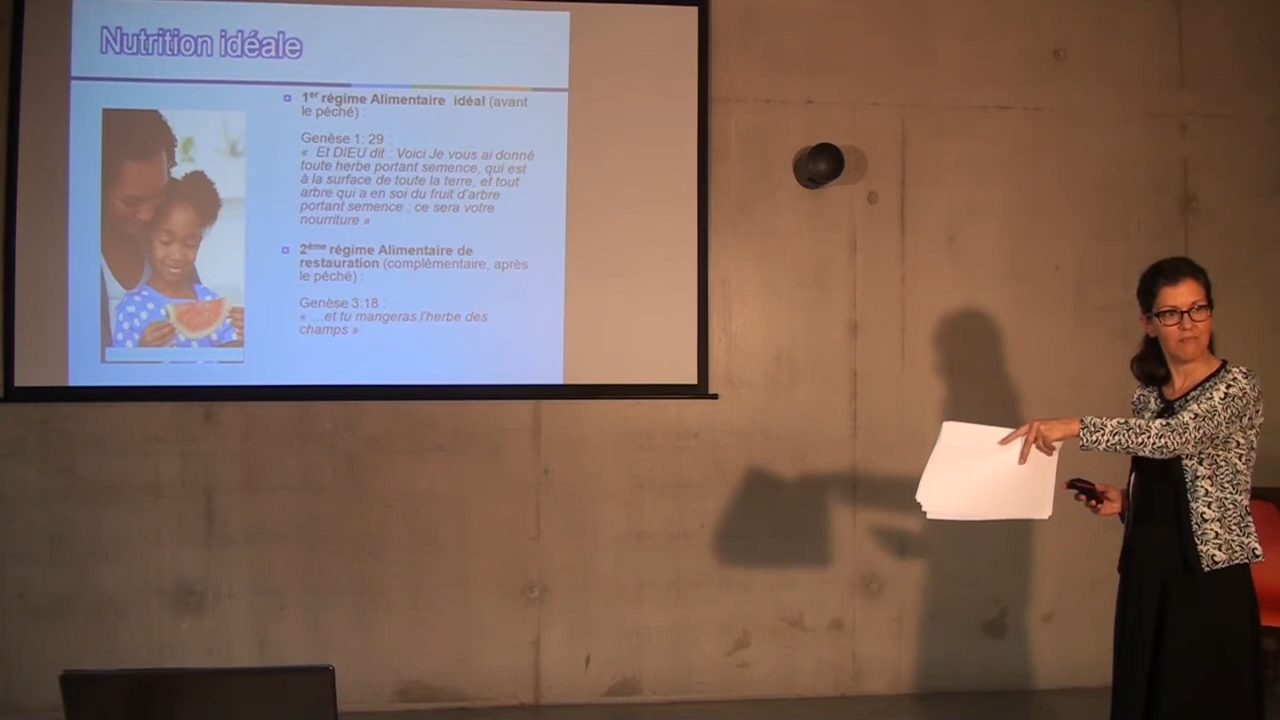 Nutrition idéale
1er régime Alimentaire idéal (avant
le péché) :
Genèse 1: 29 :
« Et DIEU dit : Voici Je vous ai donné
toute herbe portant semence, qui est
à la surface de toute la terre, et tout
arbre qui a en soi du fruit d'arbre
portant semence ; ce sera votre
nourriture »
2ème régime Alimentaire de
restauration (complémentaire, après
le péché) :
Genèse 3:18 :
« ...et tu mangeras l'herbe des
champs »